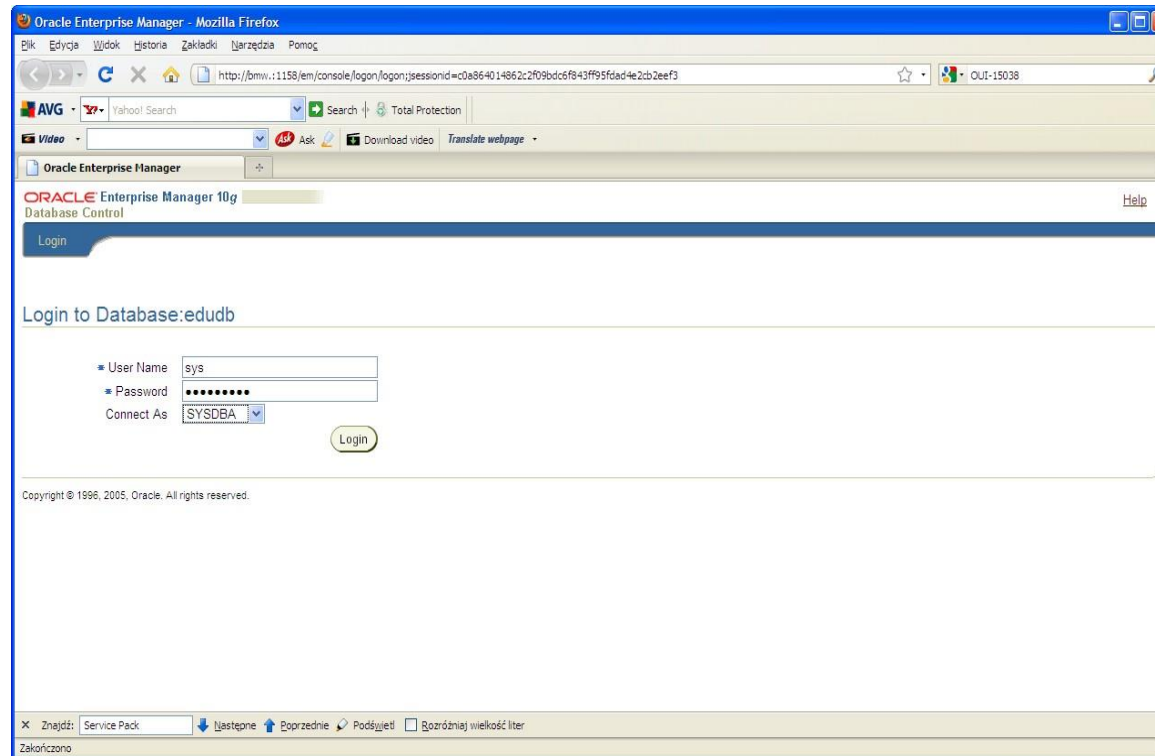 Oracle Enterprise Manager - Mozilla Firefox
Plik Edycja Widok Historia Zakładki Narzędzia Pomoc
http://bmw.:1158/em/console/logon/logon;jsessionid=c0a864014862c2f09bdc6f843ff95fdad4e2cb2eef3 OUI-15038
AVG Yahoo! Search Search Total Protection
Video Ask Download video Translate webpage
Oracle Enterprise Manager
ORACLE Enterprise Manager 10g
Database Control
Help
Login
Login to Database:edudb
* User Name sys
* Password •••••••••
Connect As SYSDBA
Login
Copyright © 1996, 2005, Oracle. All rights reserved.
X Znajdź: Service Pack Następne Poprzednie Podświetl Rozróżniaj wielkość liter
Zakończono